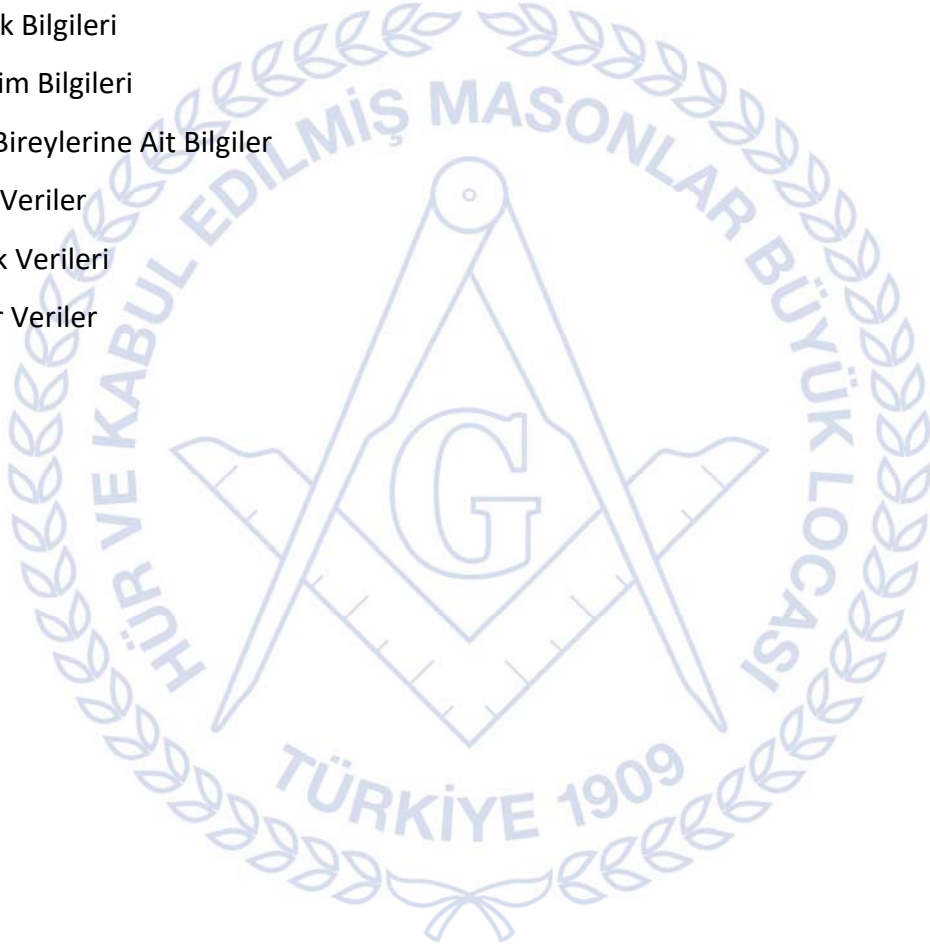 k Bilgileri
im Bilgileri
Bireylerine Ait Bilgiler
Veriler
k Verileri
r Veriler
HÜR VE KABUL EDİLMİŞ MASONLAR BÜYÜK LOCASI
G
TÜRKİYE 1909